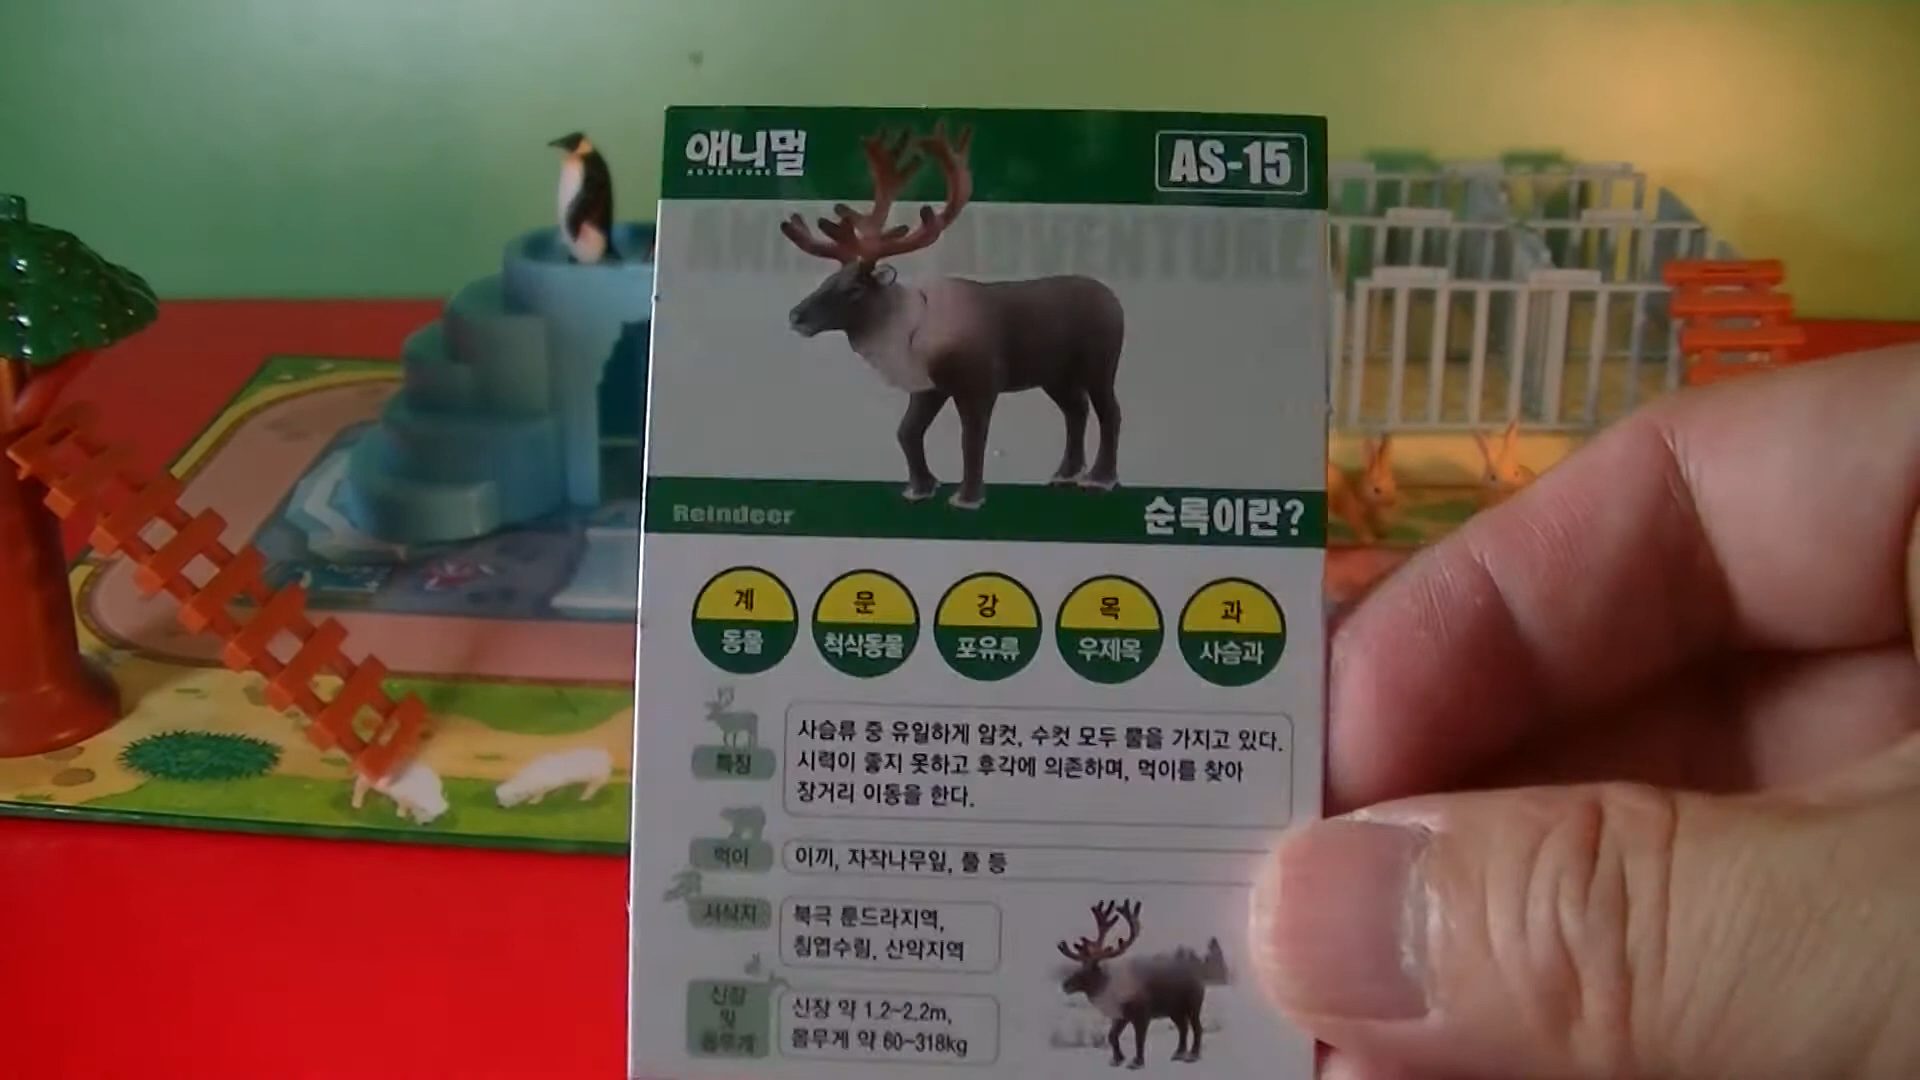 애니멀
ADVENTURE
AS-15
ANIMAL ADVENTURE
Reindeer
순록이란?
계
동물
문
척삭동물
강
포유류
목
우제목
과
사슴과
특징
사슴류 중 유일하게 암컷, 수컷 모두 뿔을 가지고 있다.
시력이 좋지 못하고 후각에 의존하며, 먹이를 찾아
장거리 이동을 한다.
먹이
이끼, 자작나무잎, 풀 등
서식지
북극 툰드라지역,
침엽수림, 산악지역
신장
및
몸무게
신장 약 1.2~2.2m,
몸무게 약 60~318kg